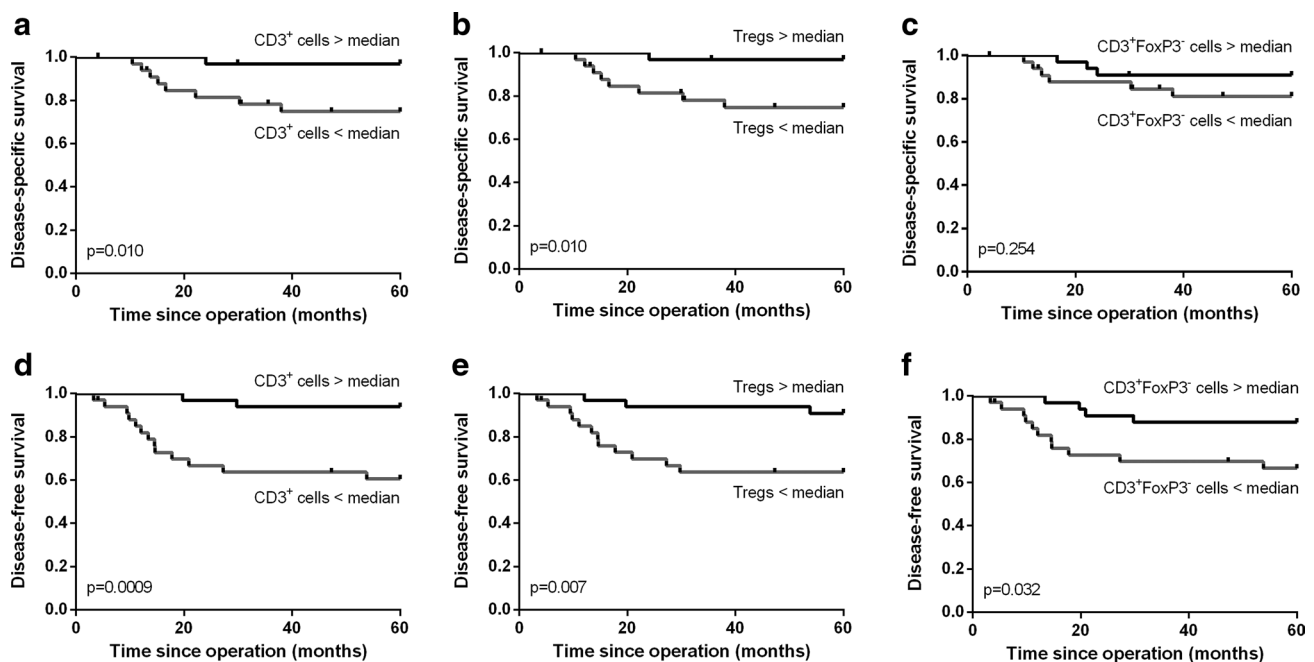 a
CD3⁺ cells > median
1.0
0.8
0.6
0.4
0.2
0.0
CD3⁺ cells < median
p=0.010
Disease-specific survival
0 20 40 60
Time since operation (months)
b
Tregs > median
1.0
0.8
0.6
0.4
0.2
0.0
Tregs < median
p=0.010
Disease-specific survival
0 20 40 60
Time since operation (months)
c
CD3⁺FoxP3⁻ cells > median
1.0
0.8
0.6
0.4
0.2
0.0
CD3⁺FoxP3⁻ cells < median
p=0.254
Disease-specific survival
0 20 40 60
Time since operation (months)
d
CD3⁺ cells > median
1.0
0.8
0.6
0.4
0.2
0.0
CD3⁺ cells < median
p=0.0009
Disease-free survival
0 20 40 60
Time since operation (months)
e
Tregs > median
1.0
0.8
0.6
0.4
0.2
0.0
Tregs < median
p=0.007
Disease-free survival
0 20 40 60
Time since operation (months)
f
CD3⁺FoxP3⁻ cells > median
1.0
0.8
0.6
0.4
0.2
0.0
CD3⁺FoxP3⁻ cells < median
p=0.032
Disease-free survival
0 20 40 60
Time since operation (months)